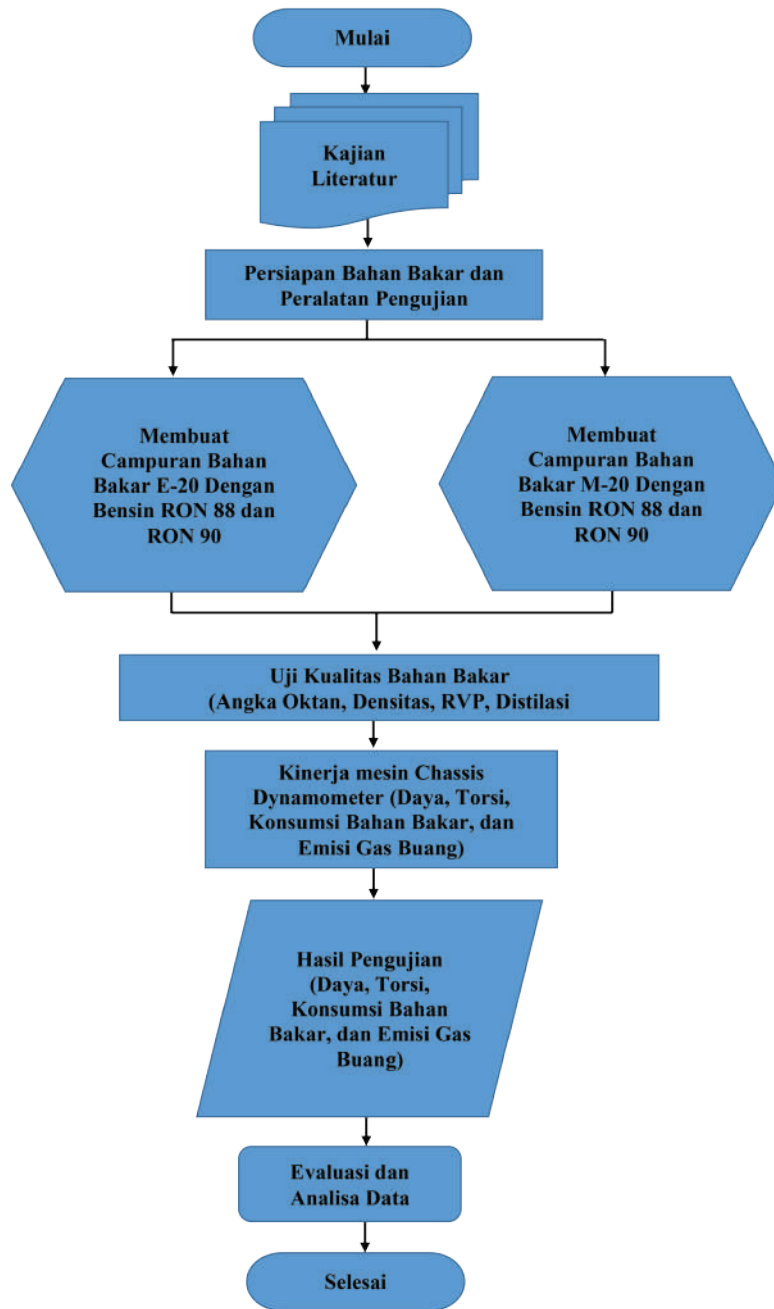 Mulai
Kajian
Literatur
Persiapan Bahan Bakar dan
Peralatan Pengujian
Membuat
Campuran Bahan
Bakar E-20 Dengan
Bensin RON 88 dan
RON 90
Membuat
Campuran Bahan
Bakar M-20 Dengan
Bensin RON 88 dan
RON 90
Uji Kualitas Bahan Bakar
(Angka Oktan, Densitas, RVP, Distilasi
Kinerja mesin Chassis
Dynamometer (Daya, Torsi,
Konsumsi Bahan Bakar, dan
Emisi Gas Buang)
Hasil Pengujian
(Daya, Torsi,
Konsumsi Bahan
Bakar, dan Emisi Gas
Buang)
Evaluasi dan
Analisa Data
Selesai